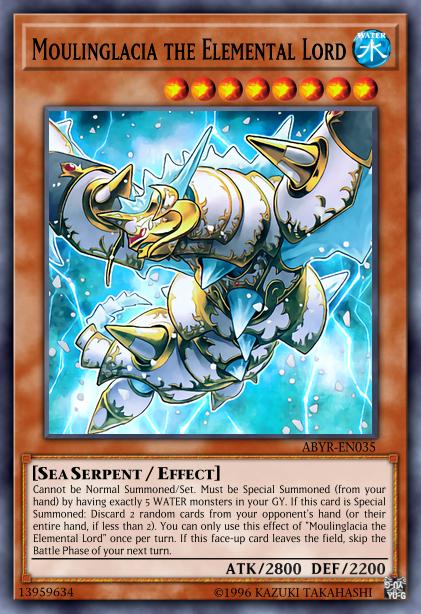 MOULINGLACIA THE ELEMENTAL LORD
WATER
水
ABYR-EN035
[SEA SERPENT / EFFECT]
Cannot be Normal Summoned/Set. Must be Special Summoned (from your
hand) by having exactly 5 WATER monsters in your GY. If this card is Special
Summoned: Discard 2 random cards from your opponent's hand (or their
entire hand, if less than 2). You can only use this effect of "Moulinglacia the
Elemental Lord" once per turn. If this face-up card leaves the field, skip the
Battle Phase of your next turn.
ATK/2800 DEF/2200
13959634
©1996 KAZUKI TAKAHASHI